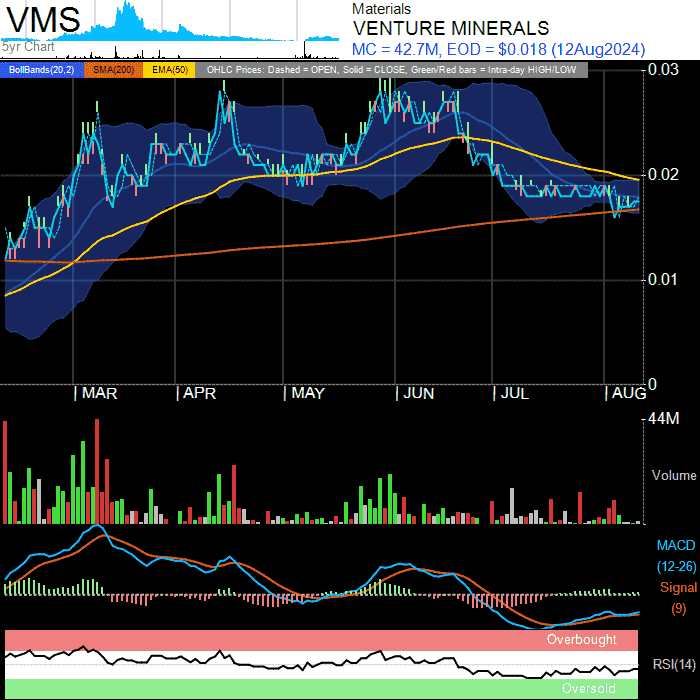 VMS
5yr Chart
Materials
VENTURE MINERALS
MC = 42.7M, EOD = $0.018 (12Aug2024)
BollBands(20,2) SMA(200) EMA(50) OHLC Prices: Dashed = OPEN, Solid = CLOSE, Green/Red bars = Intra-day HIGH/LOW
0.03
0.02
0.01
0
| MAR | APR | MAY | JUN | JUL | AUG
44M
Volume
MACD
(12-26)
Signal
(9)
Overbought
RSI(14)
Oversold